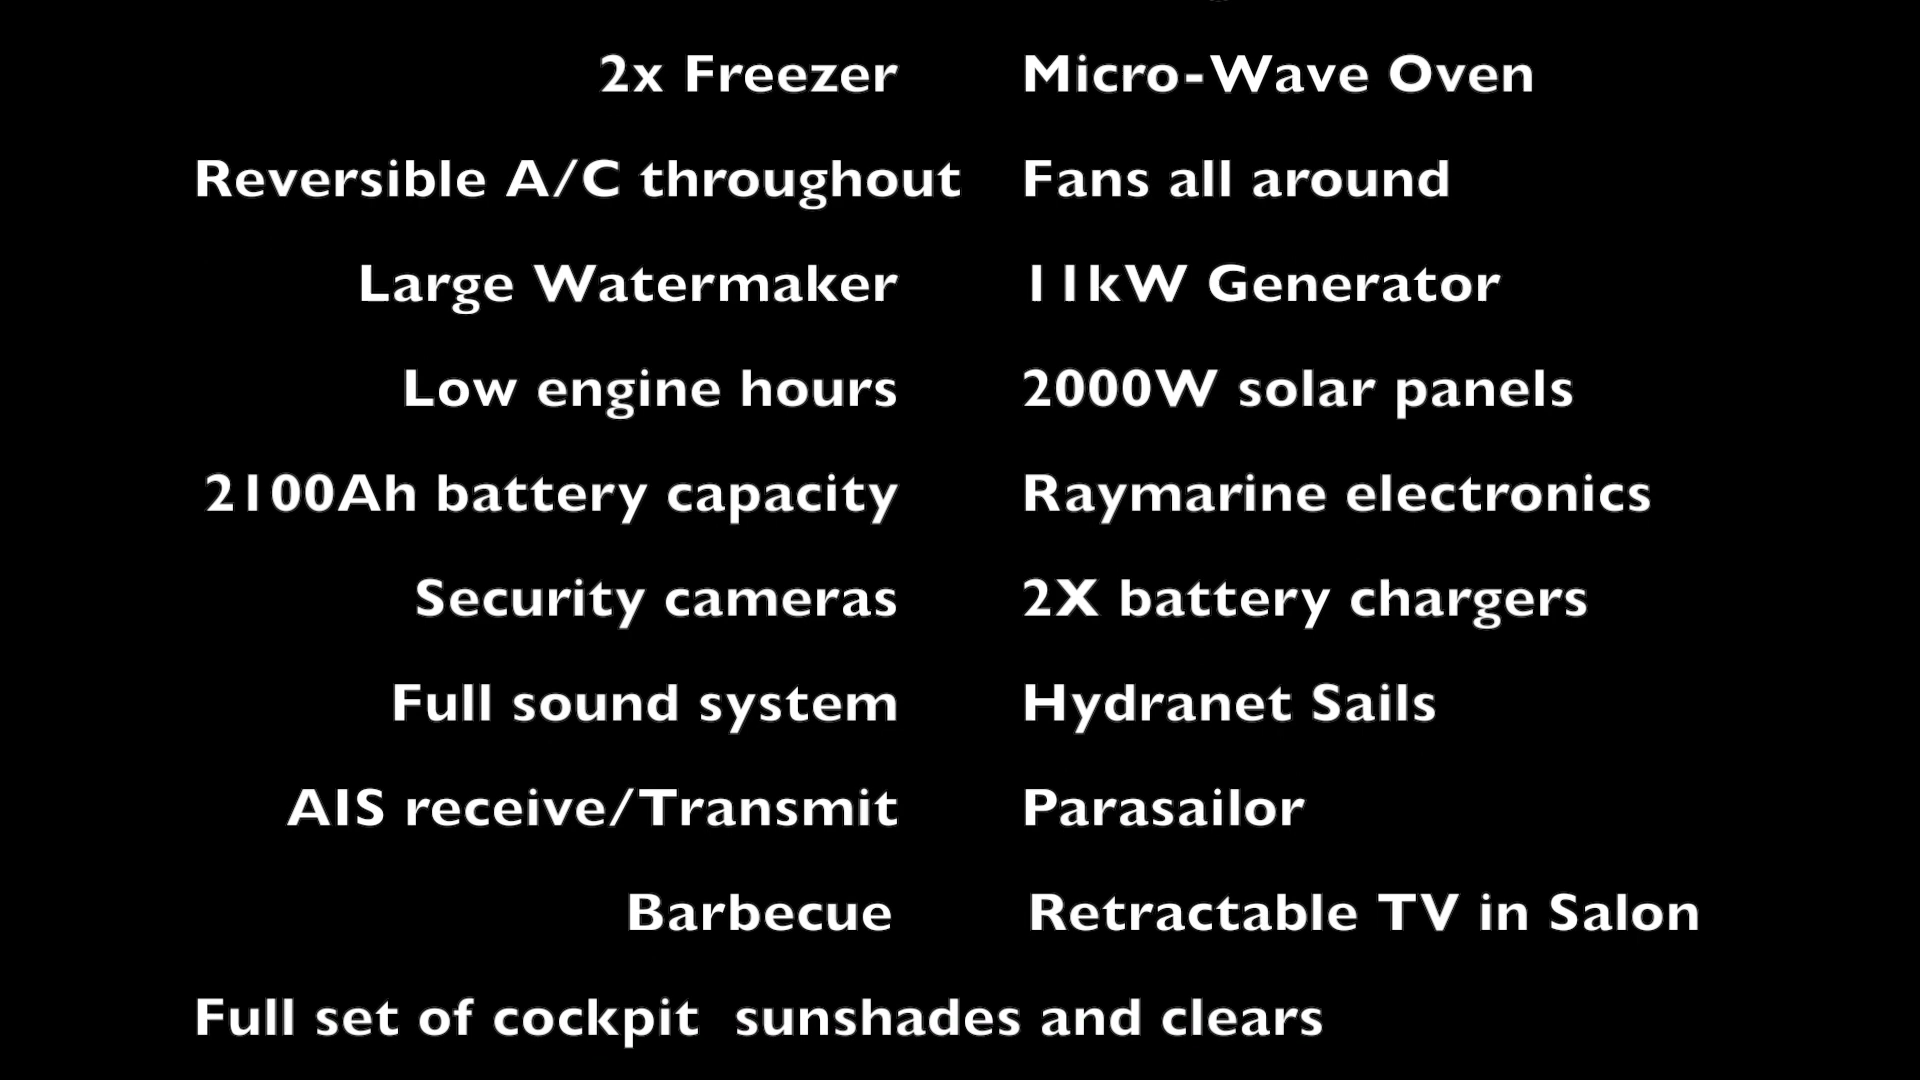 2x Freezer Micro-Wave Oven
Reversible A/C throughout Fans all around
Large Watermaker 11kW Generator
Low engine hours 2000W solar panels
2100Ah battery capacity Raymarine electronics
Security cameras 2X battery chargers
Full sound system Hydranet Sails
AIS receive/Transmit Parasailor
Barbecue Retractable TV in Salon
Full set of cockpit  sunshades and clears